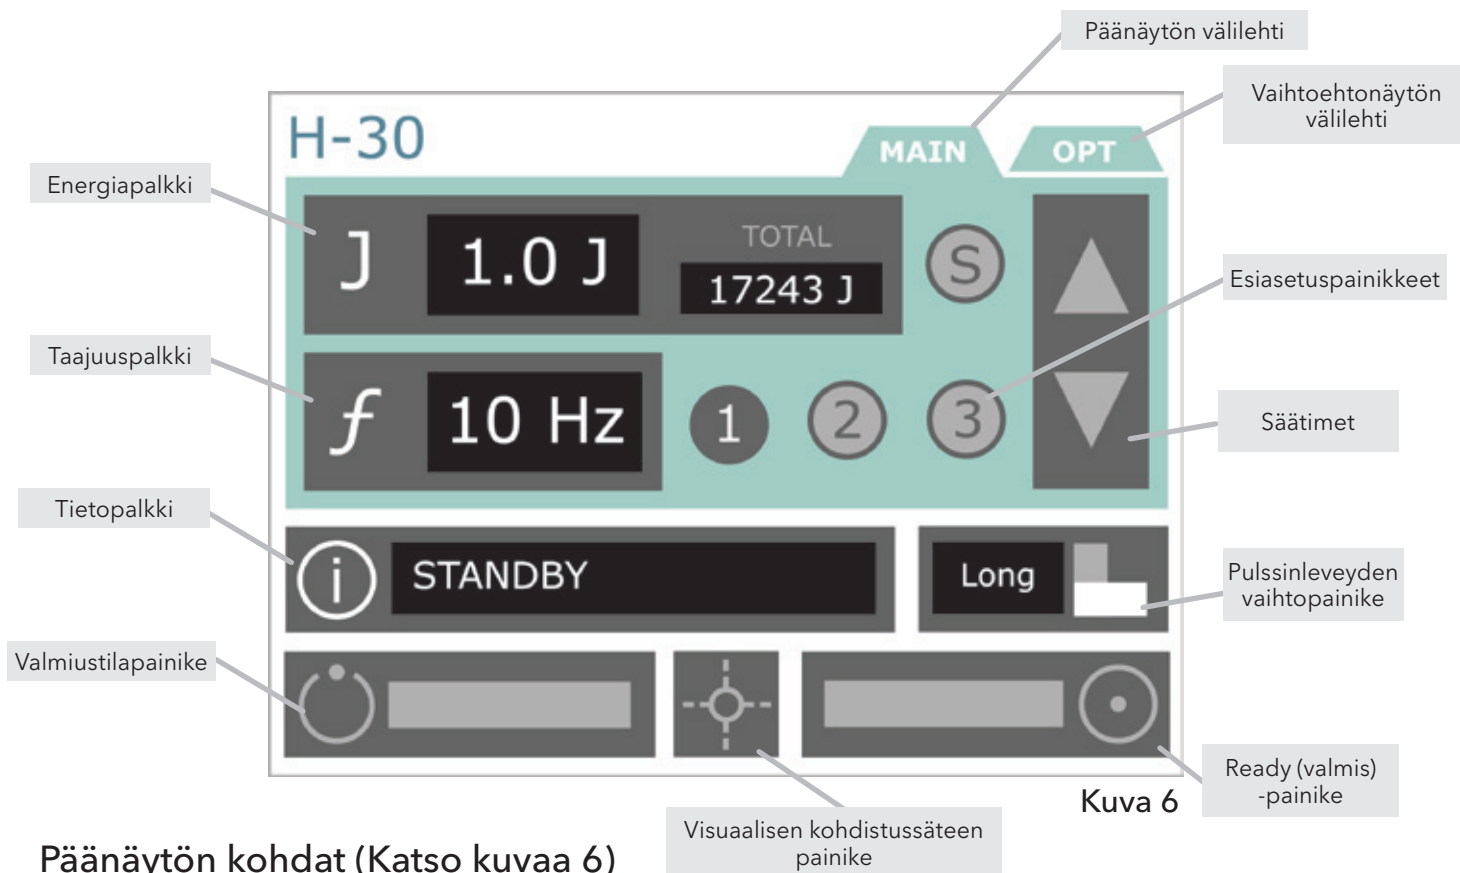 Päänäytön välilehti
Vaihtoehtonäytön
välilehti
H-30
MAIN
OPT
Energiapalkki
J
1.0 J
TOTAL
17243 J
S
Esiasetuspainikkeet
Taajuuspalkki
f
10 Hz
1
2
3
Säätimet
Tietopalkki
i
STANDBY
Long
Pulssinleveyden
vaihtopainike
Valmiustilapainike
Ready (valmis)
-painike
Kuva 6
Visuaalisen kohdistussäteen
painike
Päänäytön kohdat (Katso kuvaa 6)